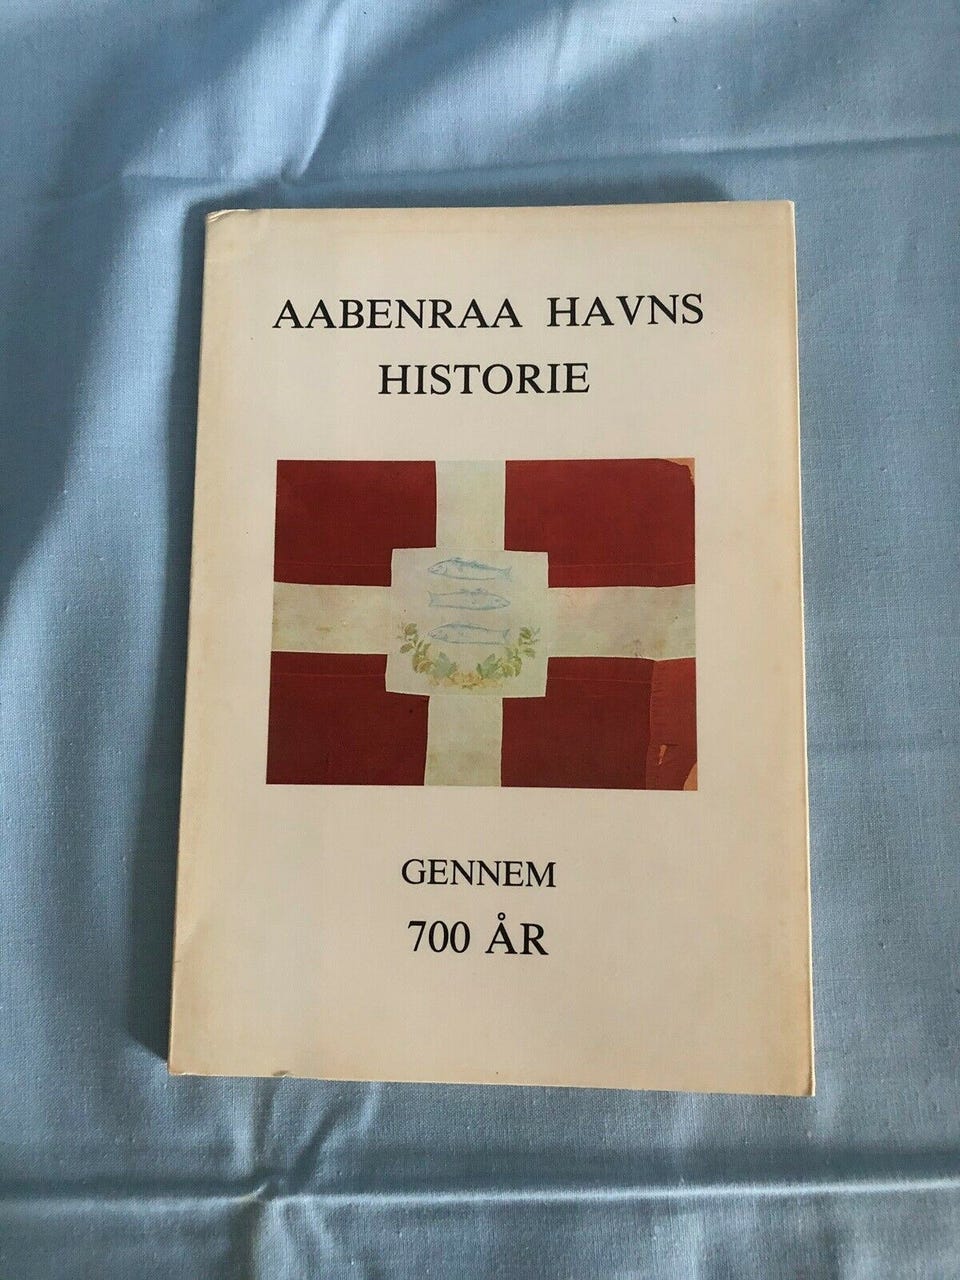 AABENRAA HAVNS
HISTORIE
GENNEM
700 ÅR